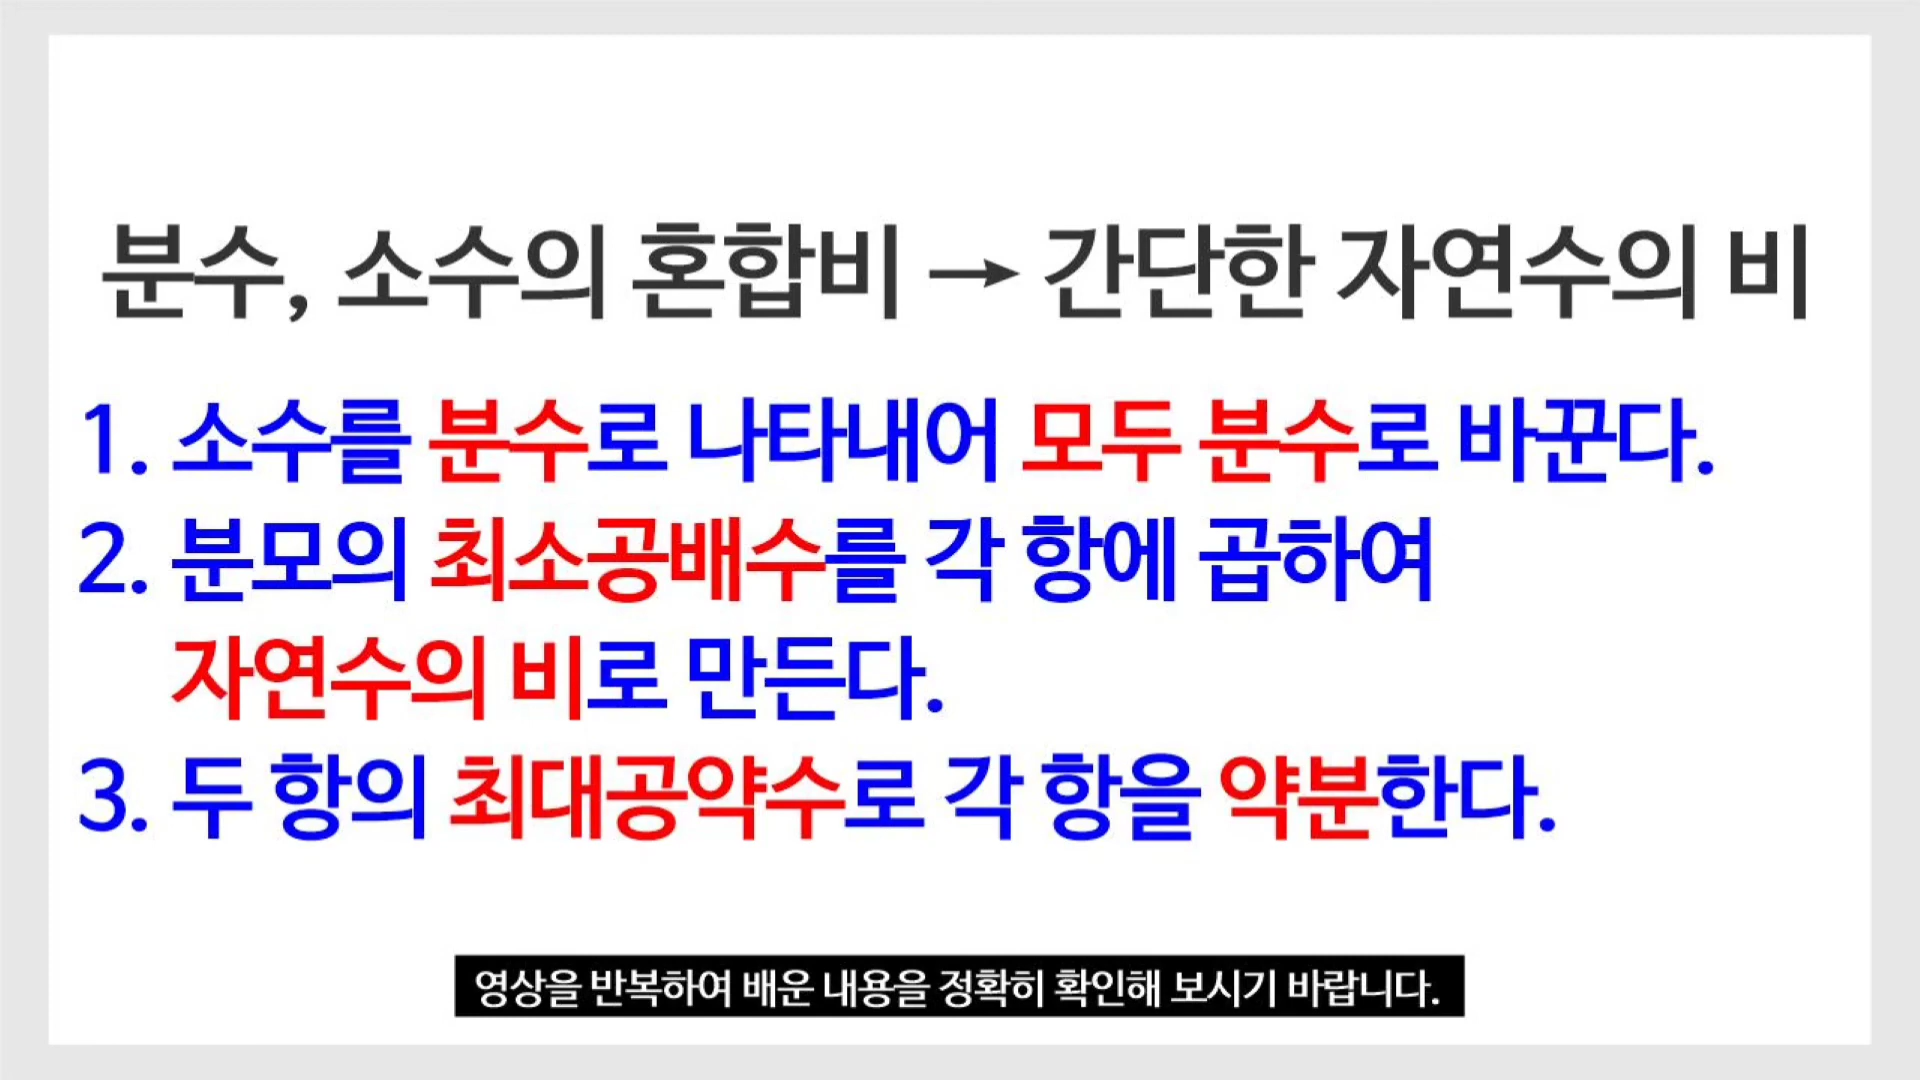 분수, 소수의 혼합비 → 간단한 자연수의 비
1. 소수를 분수로 나타내어 모두 분수로 바꾼다.
2. 분모의 최소공배수를 각 항에 곱하여
자연수의 비로 만든다.
3. 두 항의 최대공약수로 각 항을 약분한다.
영상을 반복하여 배운 내용을 정확히 확인해 보시기 바랍니다.